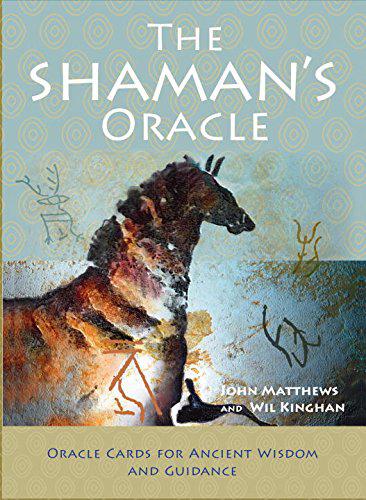 THE
SHAMAN'S
ORACLE
JOHN MATTHEWS
AND WIL KINGHAN
ORACLE CARDS FOR ANCIENT WISDOM
AND GUIDANCE